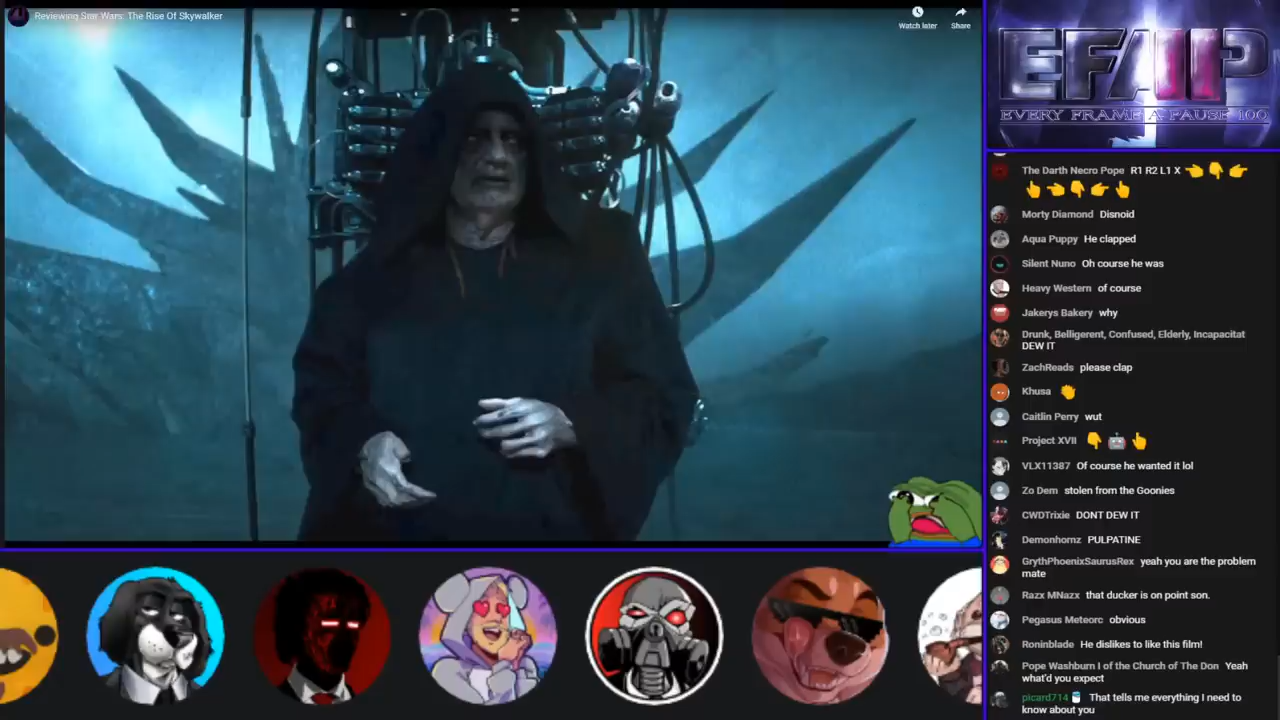 Reviewing Star Wars: The Rise Of Skywalker
Watch later
Share
EFAP
EVERY FRAME A PAUSE 100
The Darth Necro Pope R1 R2 L1 X 👈 👇 👉
👆 👈 👇 👉 👆
Morty Diamond Disnoid
Aqua Puppy He clapped
Silent Nuno Oh course he was
Heavy Western of course
Jakerys Bakery why
Drunk, Belligerent, Confused, Elderly, Incapacitat
DEW IT
ZachReads please clap
Khusa 👏
Caitlin Perry wut
Project XVII 👇 🤖 👆
VLX11387 Of course he wanted it lol
Zo Dem stolen from the Goonies
CWDTrixie DONT DEW IT
Demonhornz PULPATINE
GrythPhoenixSaurusRex yeah you are the problem
mate
Razx MNazx that ducker is on point son.
Pegasus Meteorc obvious
Roninblade He dislikes to like this film!
Pope Washburn I of the Church of The Don Yeah
what'd you expect
picard714 That tells me everything I need to
know about you